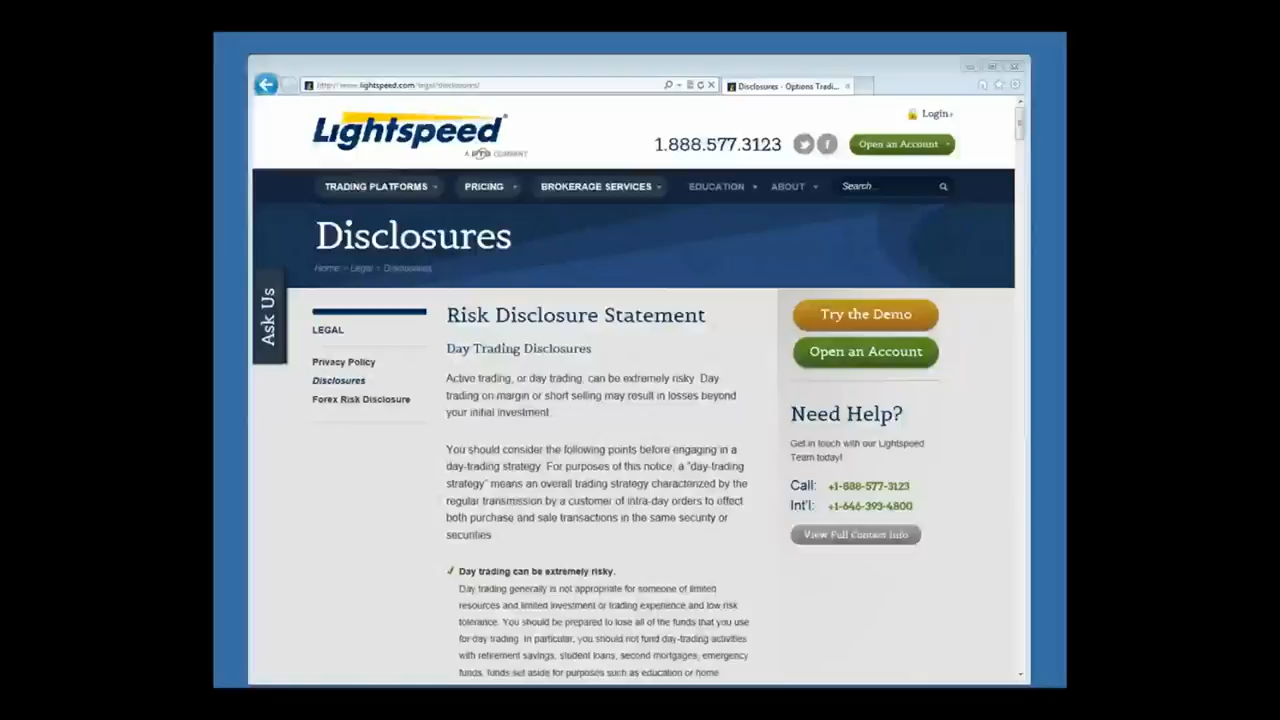 http://www.lightspeed.com/legal/disclosures/
Disclosures - Options Tradi...
Login
Lightspeed
A PTG COMPANY
1.888.577.3123
Open an Account
TRADING PLATFORMS
PRICING
BROKERAGE SERVICES
EDUCATION
ABOUT
Search...
Disclosures
Home > Legal > Disclosures
Ask Us
LEGAL
Privacy Policy
Disclosures
Forex Risk Disclosure
Risk Disclosure Statement
Day Trading Disclosures
Active trading, or day trading, can be extremely risky. Day
trading on margin or short selling may result in losses beyond
your initial investment.
You should consider the following points before engaging in a
day-trading strategy. For purposes of this notice, a "day-trading
strategy" means an overall trading strategy characterized by the
regular transmission by a customer of intra-day orders to effect
both purchase and sale transactions in the same security or
securities
Day trading can be extremely risky.
Day trading generally is not appropriate for someone of limited
resources and limited investment or trading experience and low risk
tolerance. You should be prepared to lose all of the funds that you use
for day trading. In particular, you should not fund day-trading activities
with retirement savings, student loans, second mortgages, emergency
funds, funds set aside for purposes such as education or home
Try the Demo
Open an Account
Need Help?
Get in touch with our Lightspeed
Team today!
Call: +1-888-577-3123
Int'l: +1-646-393-4800
View Full Contact Info